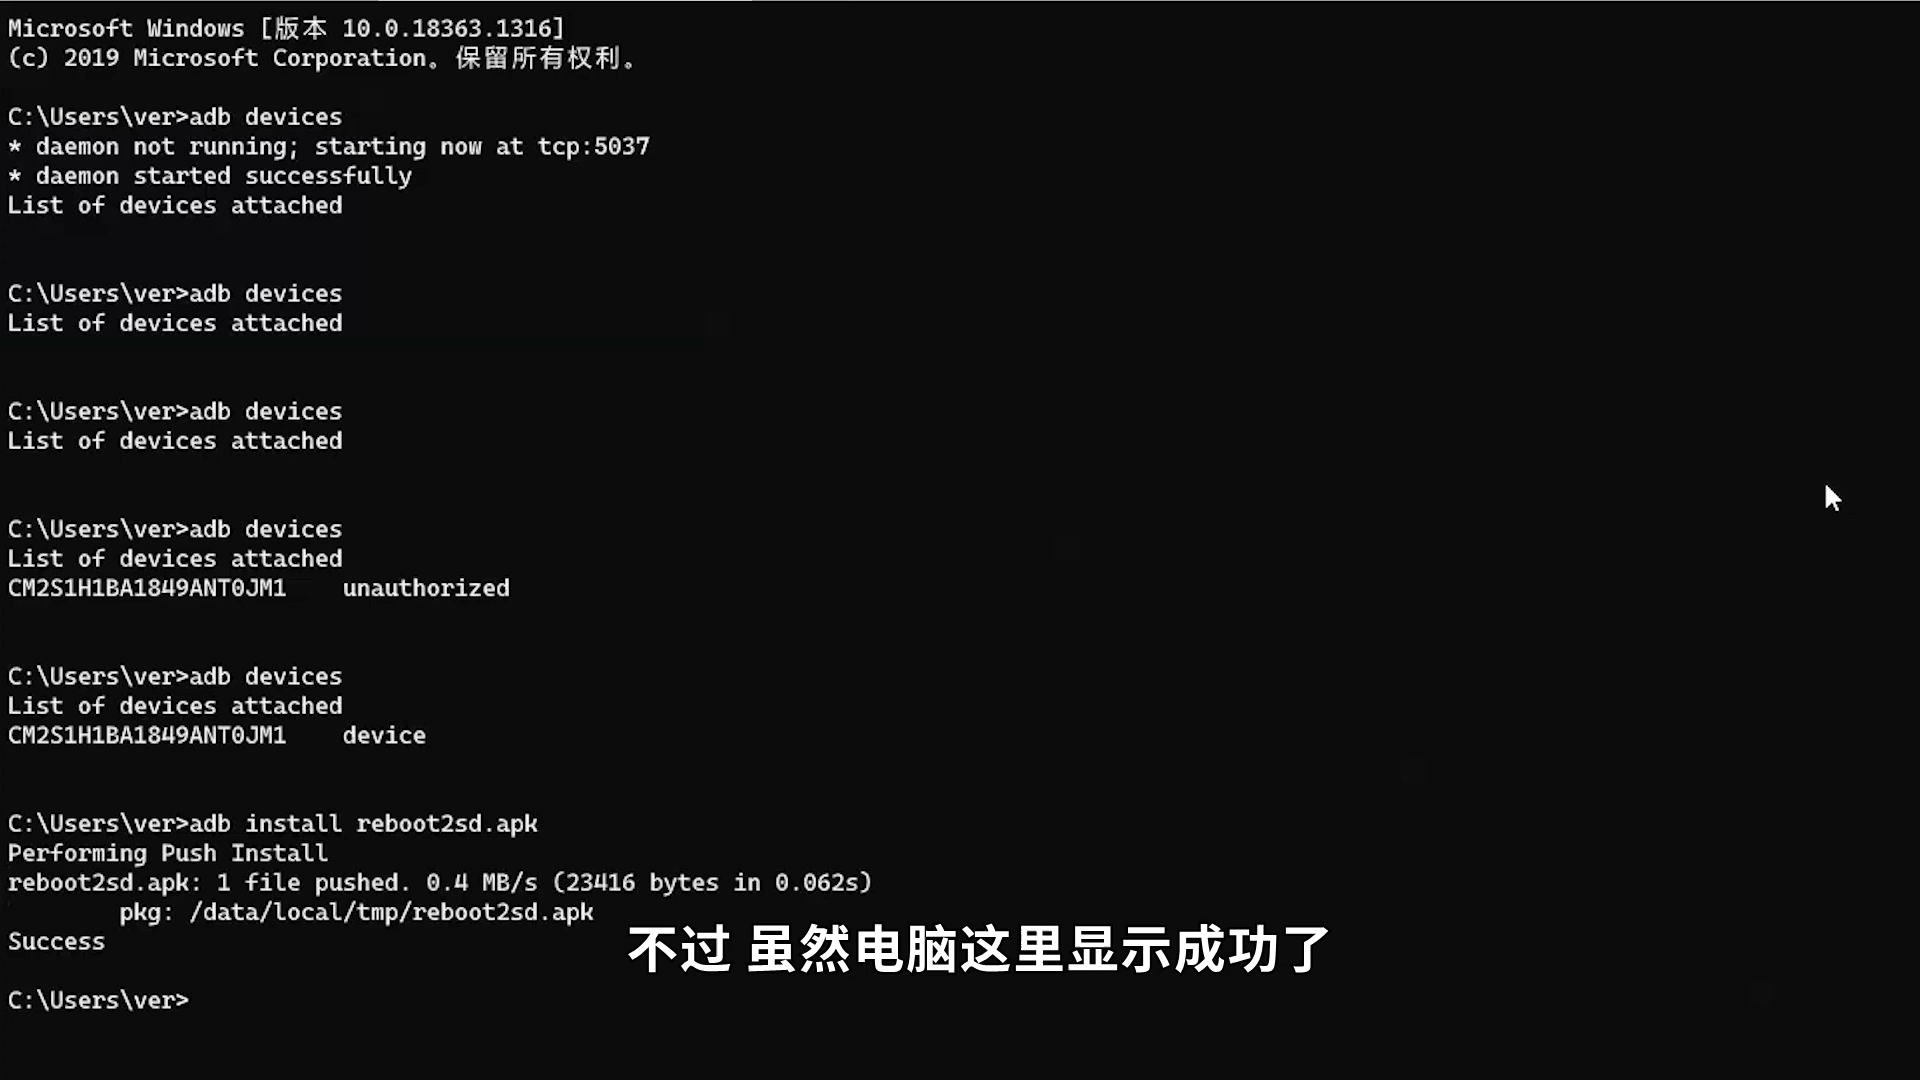 Microsoft Windows [版本 10.0.18363.1316]
(c) 2019 Microsoft Corporation。保留所有权利。
C:\Users\ver>adb devices
* daemon not running; starting now at tcp:5037
* daemon started successfully
List of devices attached
C:\Users\ver>adb devices
List of devices attached
C:\Users\ver>adb devices
List of devices attached
C:\Users\ver>adb devices
List of devices attached
CM2S1H1BA1849ANT0JM1    unauthorized
C:\Users\ver>adb devices
List of devices attached
CM2S1H1BA1849ANT0JM1    device
C:\Users\ver>adb install reboot2sd.apk
Performing Push Install
reboot2sd.apk: 1 file pushed. 0.4 MB/s (23416 bytes in 0.062s)
        pkg: /data/local/tmp/reboot2sd.apk
Success
不过 虽然电脑这里显示成功了
C:\Users\ver>